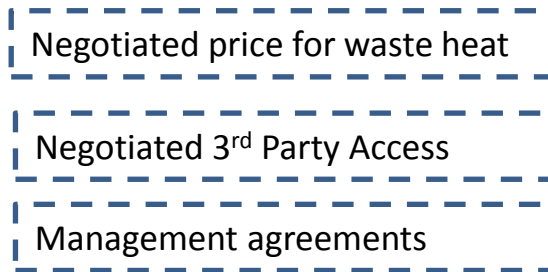 Negotiated price for waste heat
Negotiated 3rd Party Access
Management agreements